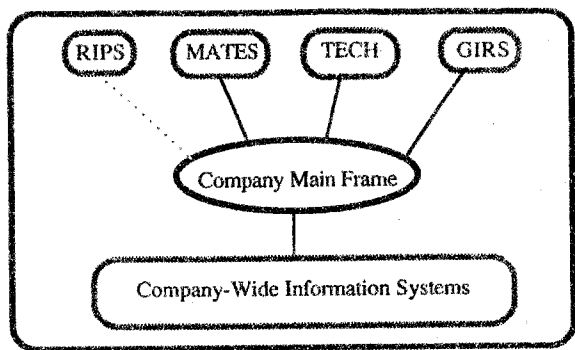 RIPS MATES TECH GIRS
Company Main Frame
Company-Wide Information Systems